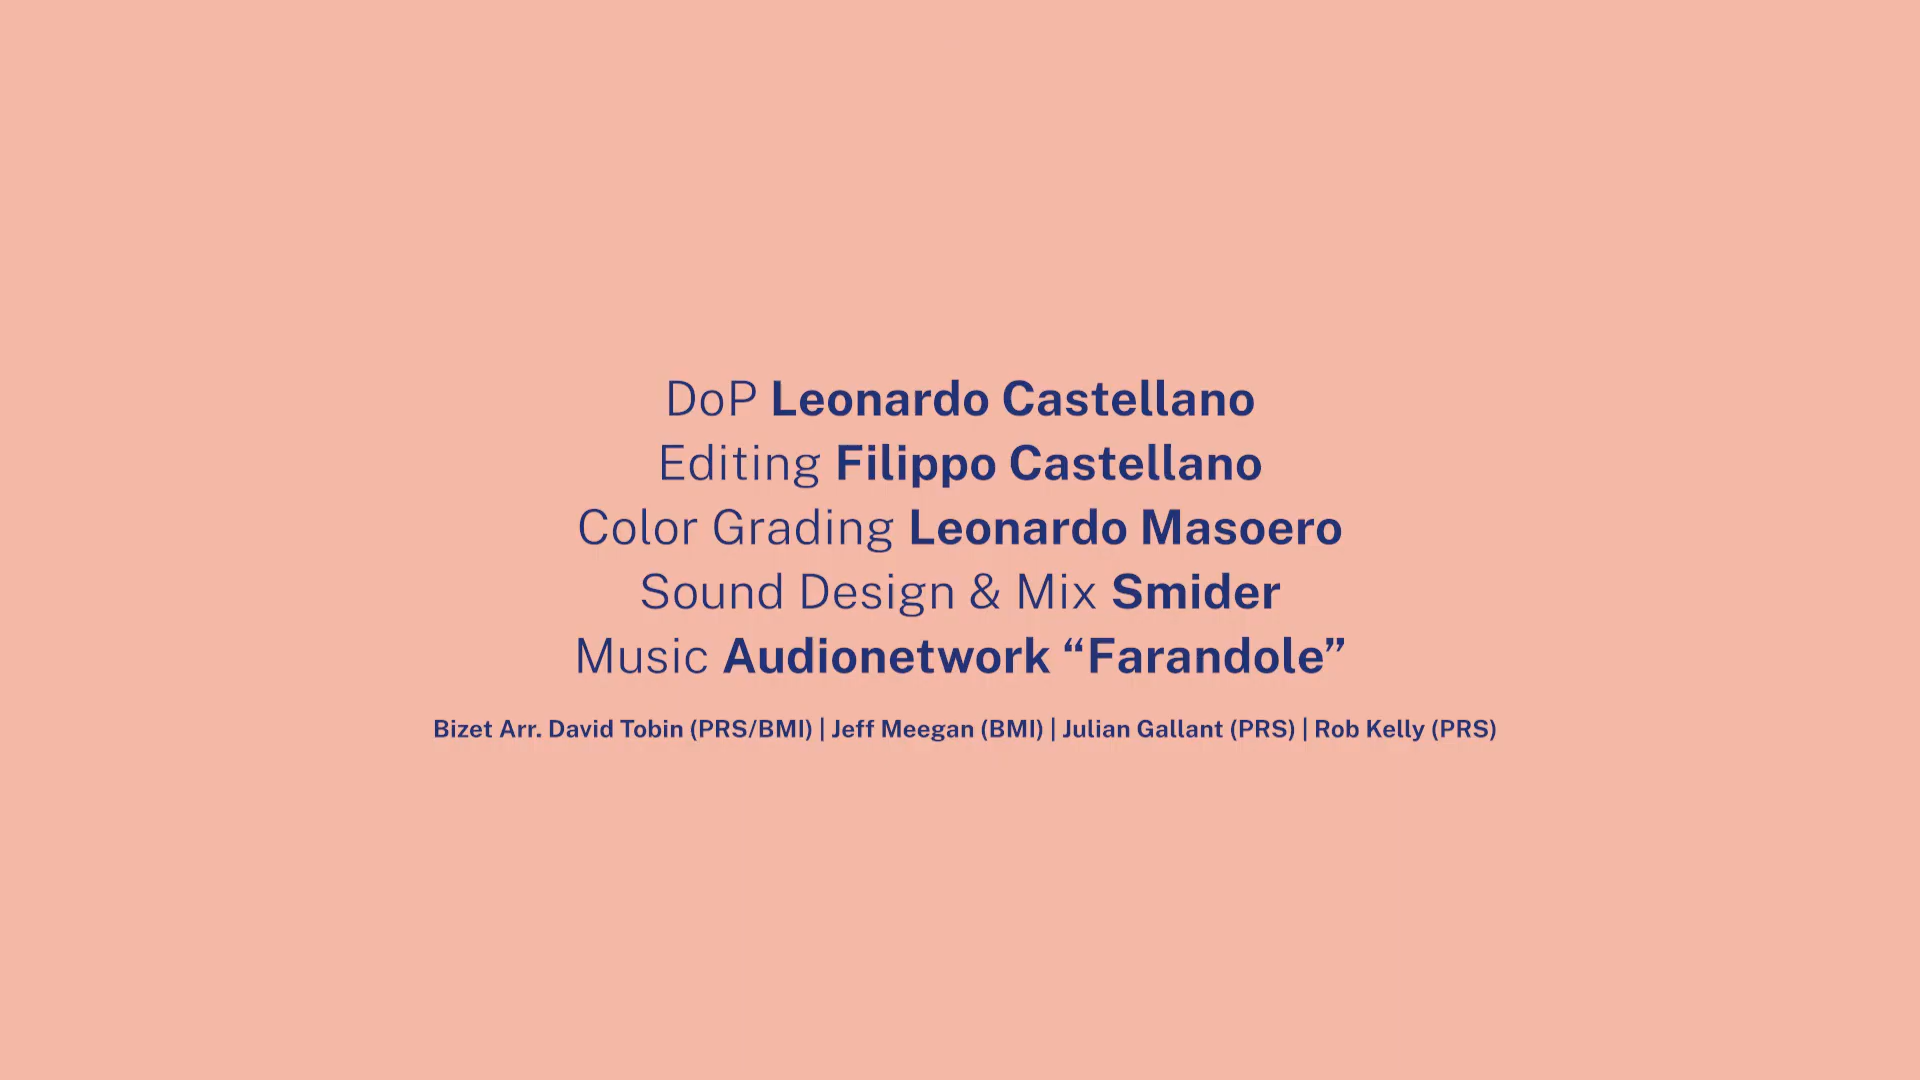 DoP Leonardo Castellano
Editing Filippo Castellano
Color Grading Leonardo Masoero
Sound Design & Mix Smider
Music Audionetwork “Farandole”
Bizet Arr. David Tobin (PRS/BMI) | Jeff Meegan (BMI) | Julian Gallant (PRS) | Rob Kelly (PRS)